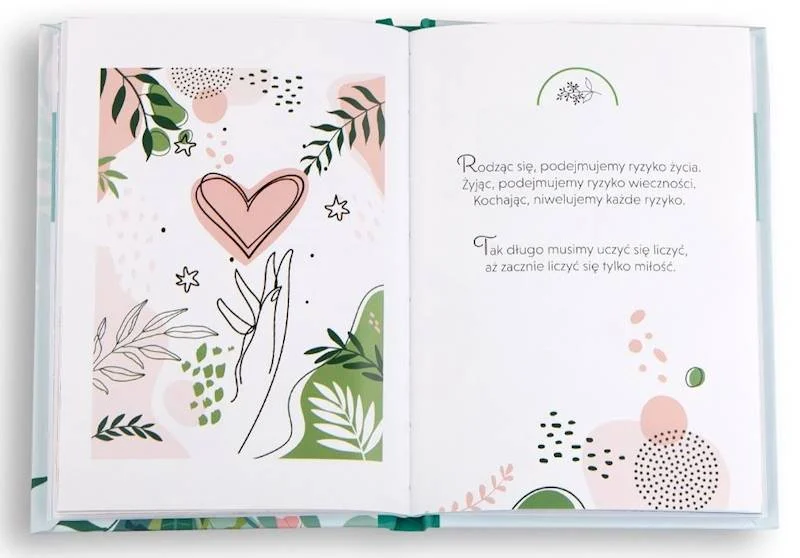 Rodząc się, podejmujemy ryzyko życia.
Żyjąc, podejmujemy ryzyko wieczności.
Kochając, niwelujemy każde ryzyko.
Tak długo musimy uczyć się liczyć,
aż zacznie liczyć się tylko miłość.